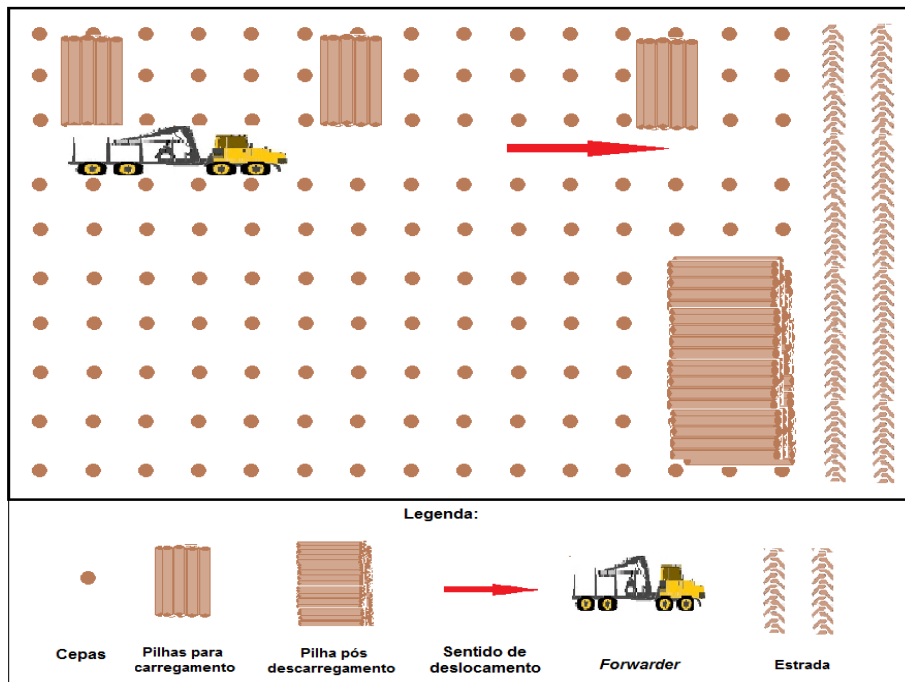 Legenda:
Cepas
Pilhas para
carregamento
Pilha pós
descarregamento
Sentido de
deslocamento
Forwarder
Estrada